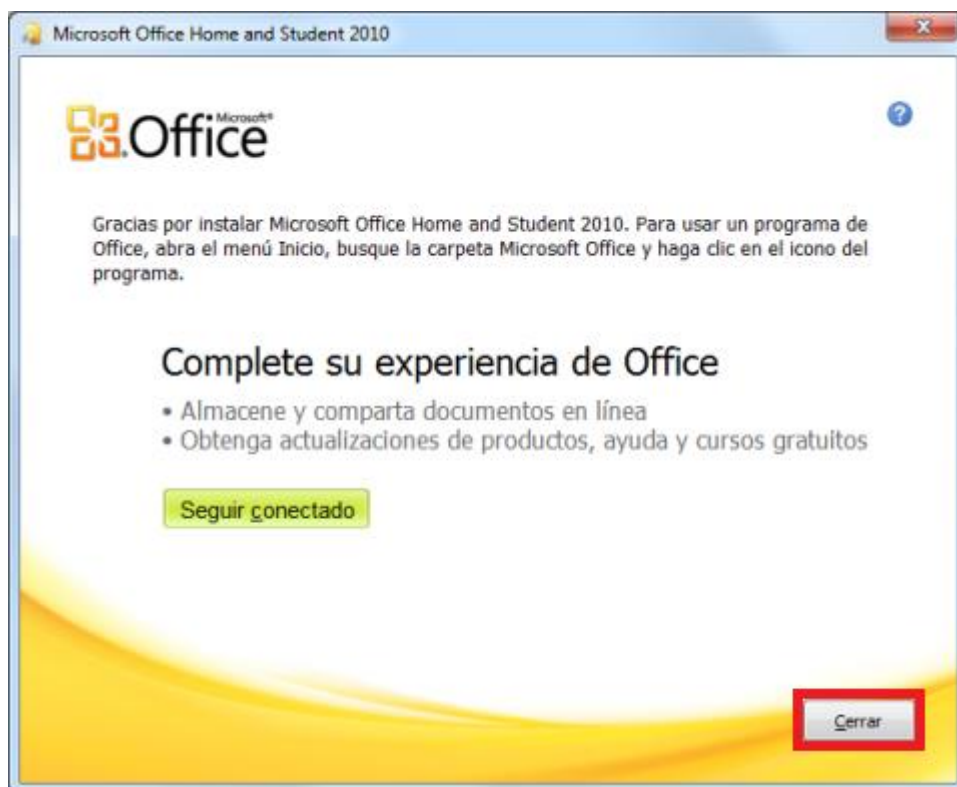 Microsoft Office Home and Student 2010
Microsoft®
Office
?
Gracias por instalar Microsoft Office Home and Student 2010. Para usar un programa de
Office, abra el menú Inicio, busque la carpeta Microsoft Office y haga clic en el icono del
programa.
Complete su experiencia de Office
• Almacene y comparta documentos en línea
• Obtenga actualizaciones de productos, ayuda y cursos gratuitos
Seguir conectado
Cerrar